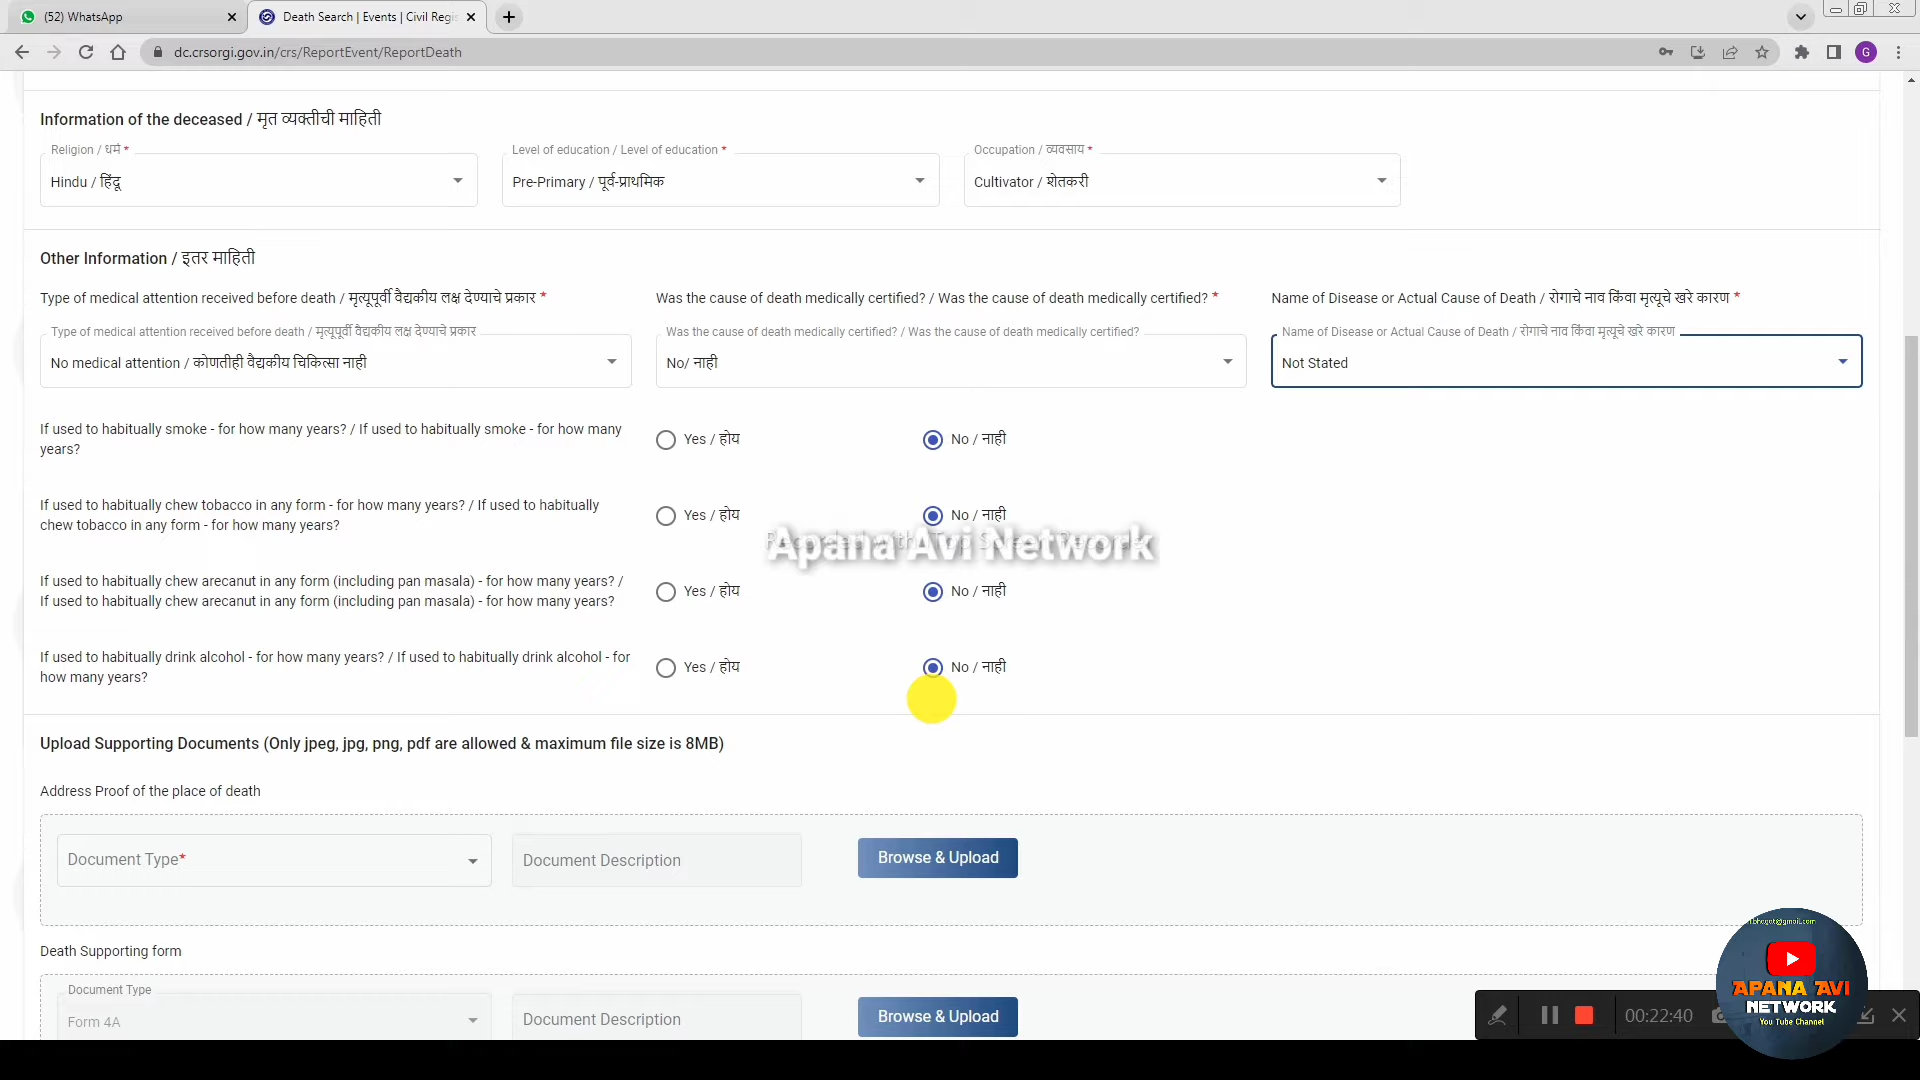 (52) WhatsApp
Death Search | Events | Civil Regis
dc.crsorgi.gov.in/crs/ReportEvent/ReportDeath
G
Information of the deceased / मृत व्यक्तीची माहिती
Religion / धर्म *
Level of education / Level of education *
Occupation / व्यवसाय *
Hindu / हिंदू
Pre-Primary / पूर्व-प्राथमिक
Cultivator / शेतकरी
Other Information / इतर माहिती
Type of medical attention received before death / मृत्यूपूर्वी वैद्यकीय लक्ष देण्याचे प्रकार *
Was the cause of death medically certified? / Was the cause of death medically certified? *
Name of Disease or Actual Cause of Death / रोगाचे नाव किंवा मृत्यूचे खरे कारण *
Type of medical attention received before death / मृत्यूपूर्वी वैद्यकीय लक्ष देण्याचे प्रकार
Was the cause of death medically certified? / Was the cause of death medically certified?
Name of Disease or Actual Cause of Death / रोगाचे नाव किंवा मृत्यूचे खरे कारण
No medical attention / कोणतीही वैद्यकीय चिकित्सा नाही
No/ नाही
Not Stated
If used to habitually smoke - for how many years? / If used to habitually smoke - for how many
years?
Yes / होय
No / नाही
If used to habitually chew tobacco in any form - for how many years? / If used to habitually
chew tobacco in any form - for how many years?
Yes / होय
No / नाही
Apana Avi Network
If used to habitually chew arecanut in any form (including pan masala) - for how many years? /
If used to habitually chew arecanut in any form (including pan masala) - for how many years?
Yes / होय
No / नाही
If used to habitually drink alcohol - for how many years? / If used to habitually drink alcohol - for
how many years?
Yes / होय
No / नाही
Upload Supporting Documents (Only jpeg, jpg, png, pdf are allowed & maximum file size is 8MB)
Address Proof of the place of death
Document Type*
Document Description
Browse & Upload
Death Supporting form
Document Type
Form 4A
Document Description
Browse & Upload
00:22:40
APANA AVI
NETWORK
You Tube Channel